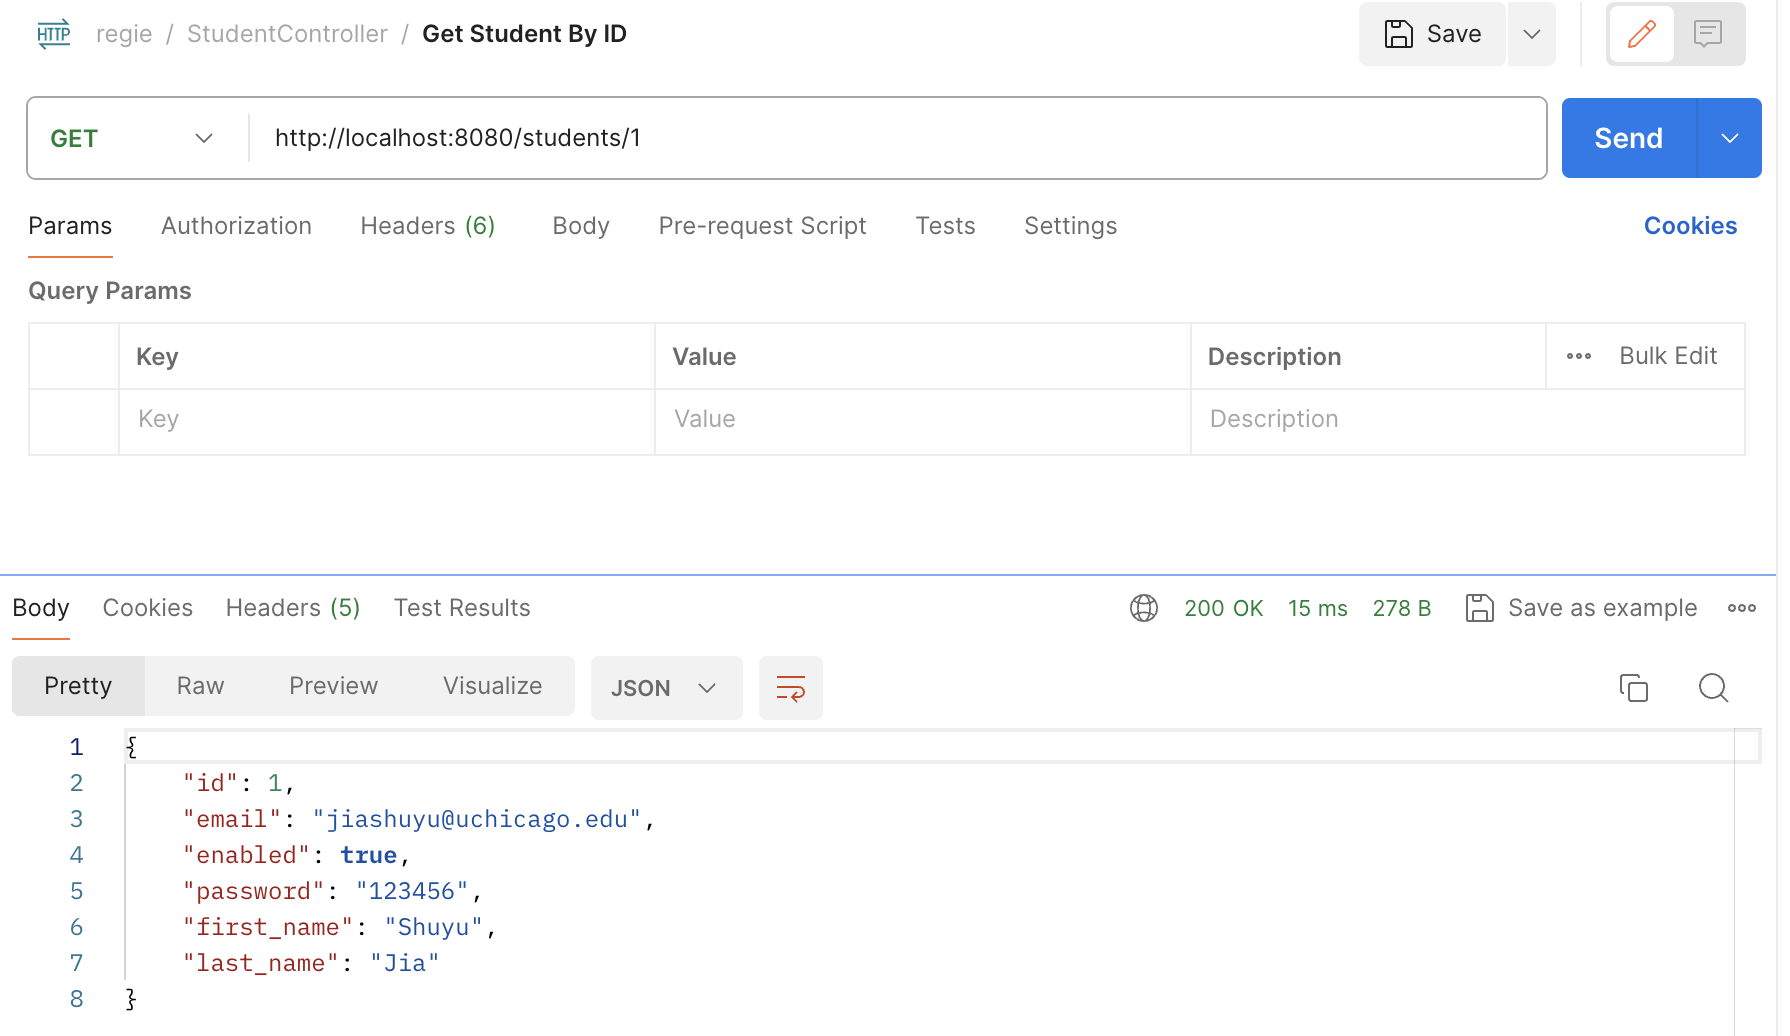 HTTP regie / StudentController / Get Student By ID Save
GET http://localhost:8080/students/1 Send
Params Authorization Headers (6) Body Pre-request Script Tests Settings Cookies
Query Params
Key Value Description Bulk Edit
Key Value Description
Body Cookies Headers (5) Test Results 200 OK 15 ms 278 B Save as example
Pretty Raw Preview Visualize JSON
1 {
2 "id": 1,
3 "email": "jiashuyu@uchicago.edu",
4 "enabled": true,
5 "password": "123456",
6 "first_name": "Shuyu",
7 "last_name": "Jia"
8 }